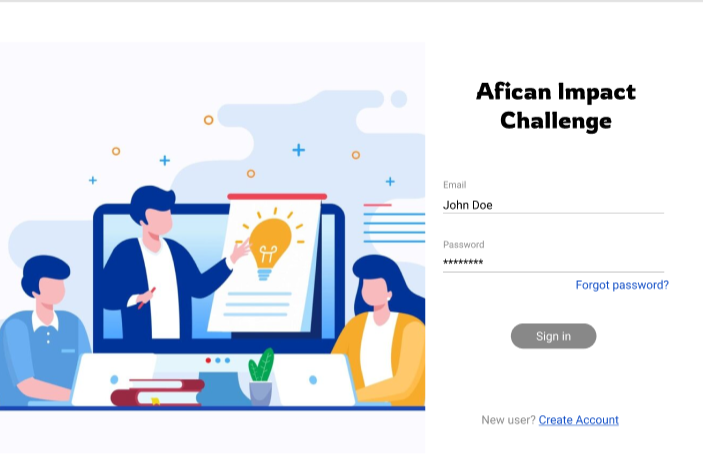 Afican Impact
Challenge
Email
John Doe
Password
********
Forgot password?
Sign in
New user? Create Account